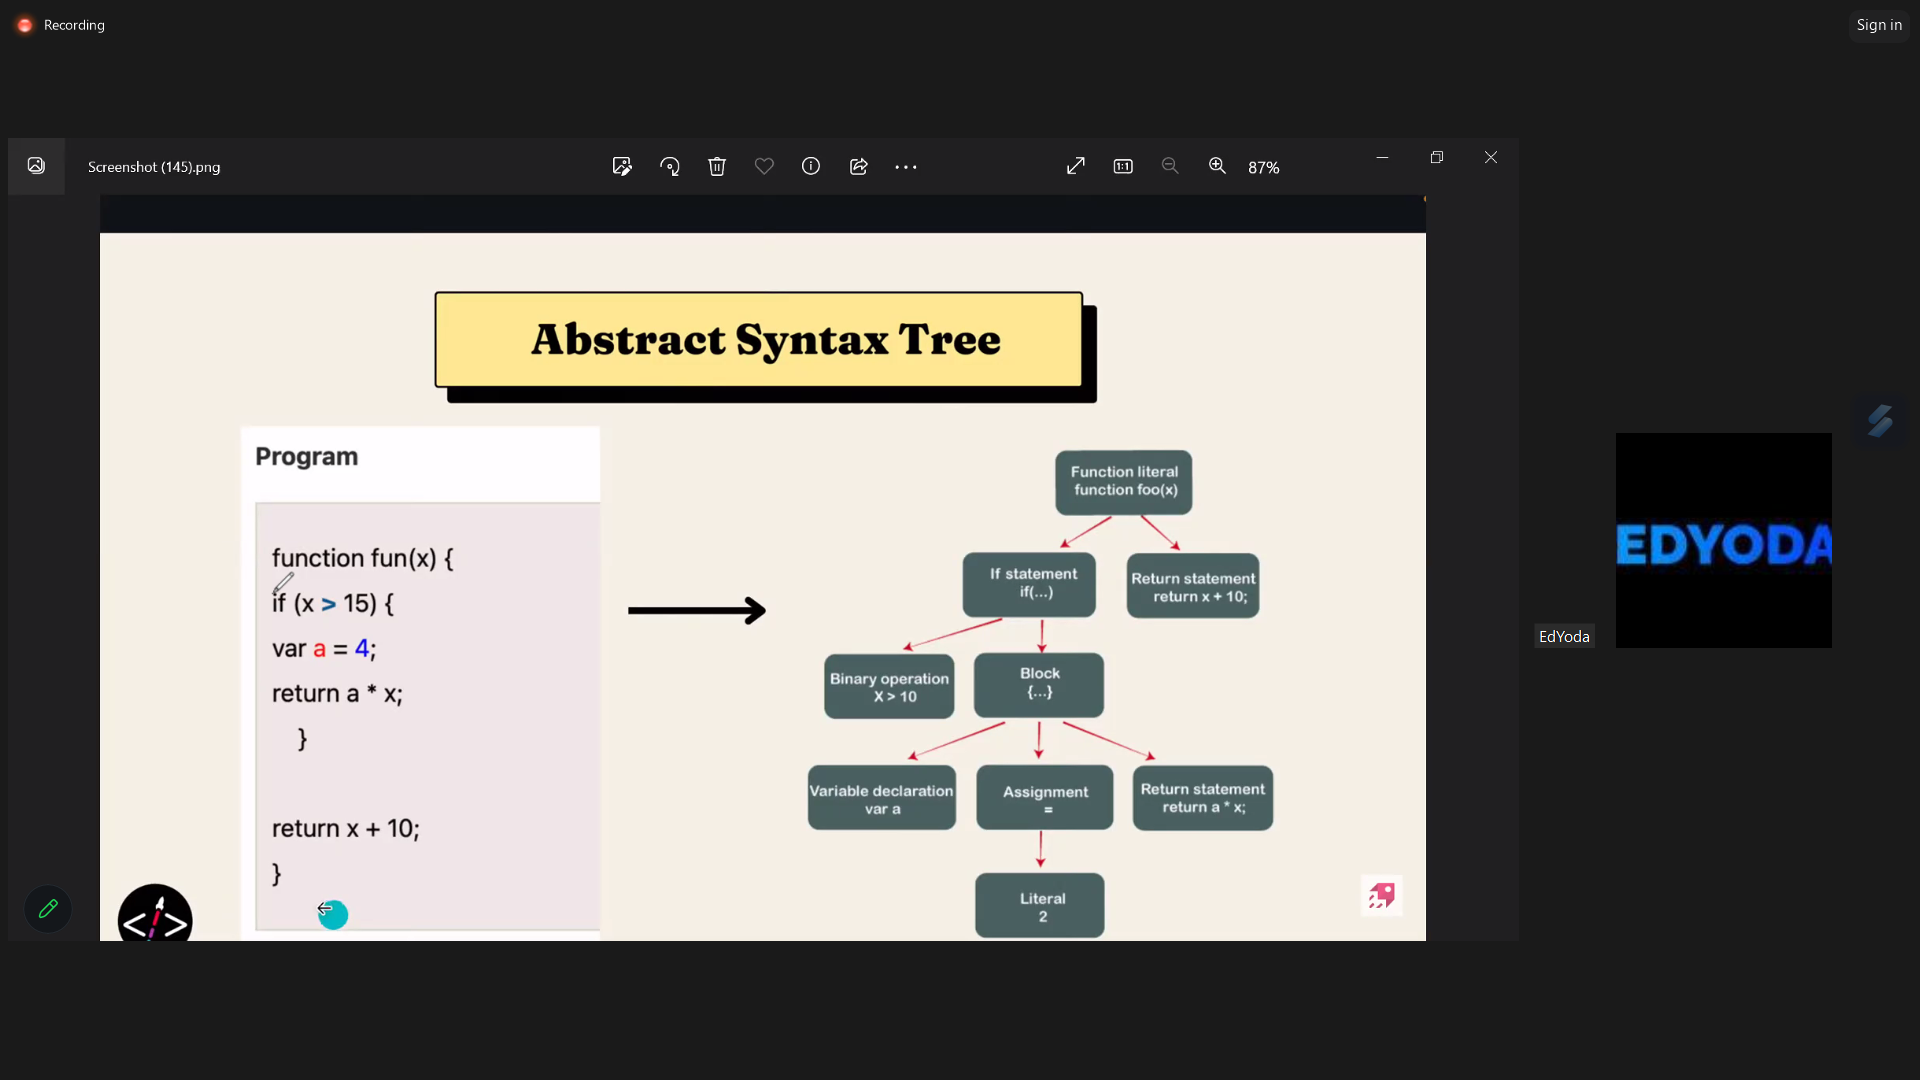 Recording
Sign in
Screenshot (145).png
1:1
87%
Abstract Syntax Tree
Program
function fun(x) {
if (x > 15) {
var a = 4;
return a * x;
}
return x + 10;
}
</>
Function literal
function foo(x)
If statement
if(...)
Return statement
return x + 10;
Binary operation
X > 10
Block
{...}
Variable declaration
var a
Assignment
=
Return statement
return a * x;
Literal
2
EDYODA
EdYoda